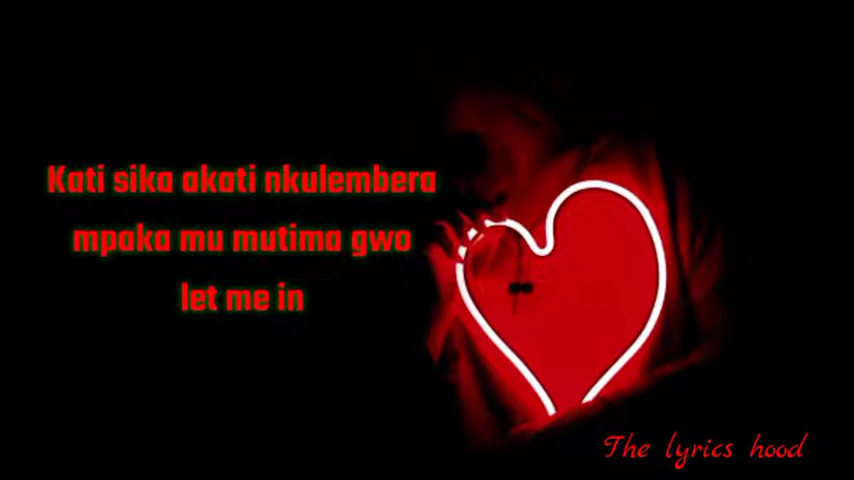 Kati sika akati nkulembera
mpaka mu mutima gwo
let me in
The lyrics hood